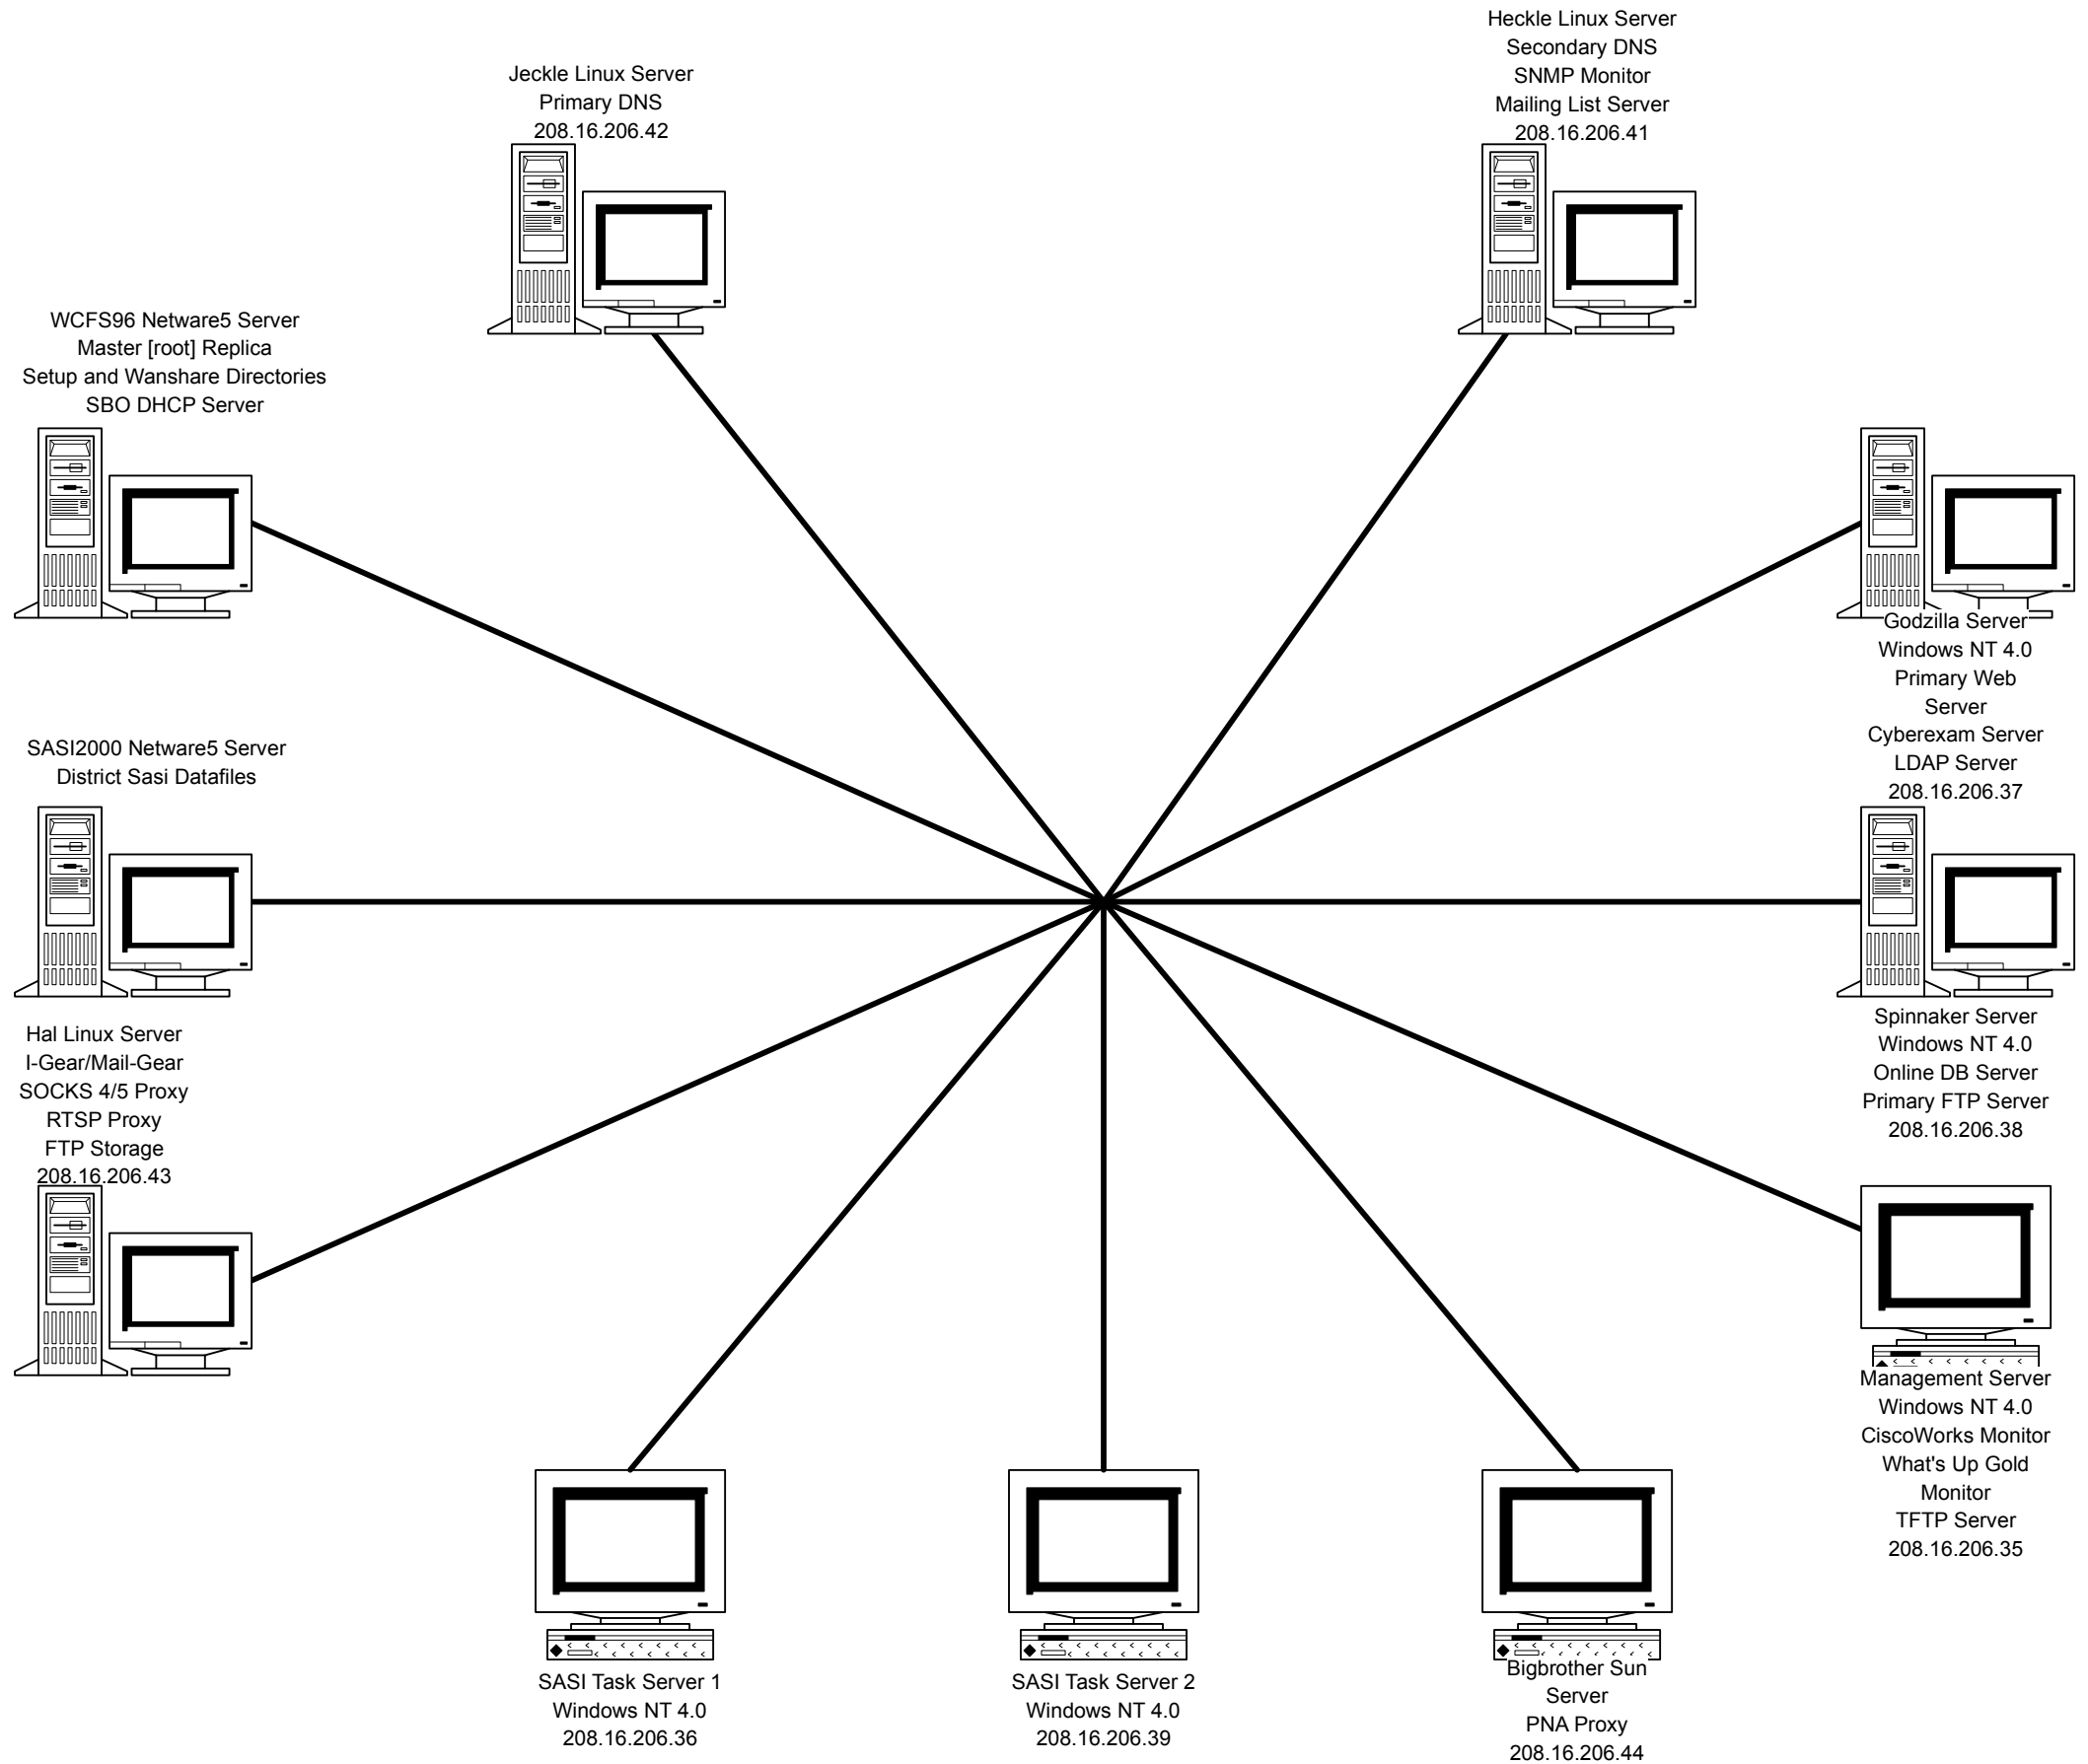 Heckle Linux Server
Secondary DNS
SNMP Monitor
Mailing List Server
208.16.206.41
Jeckle Linux Server
Primary DNS
208.16.206.42
WCFS96 Netware5 Server
Master [root] Replica
Setup and Wanshare Directories
SBO DHCP Server
Godzilla Server
Windows NT 4.0
Primary Web
Server
Cyberexam Server
LDAP Server
208.16.206.37
SASI2000 Netware5 Server
District Sasi Datafiles
Spinnaker Server
Windows NT 4.0
Online DB Server
Primary FTP Server
208.16.206.38
Hal Linux Server
I-Gear/Mail-Gear
SOCKS 4/5 Proxy
RTSP Proxy
FTP Storage
208.16.206.43
Management Server
Windows NT 4.0
CiscoWorks Monitor
What's Up Gold
Monitor
TFTP Server
208.16.206.35
SASI Task Server 1
Windows NT 4.0
208.16.206.36
SASI Task Server 2
Windows NT 4.0
208.16.206.39
Bigbrother Sun
Server
PNA Proxy
208.16.206.44